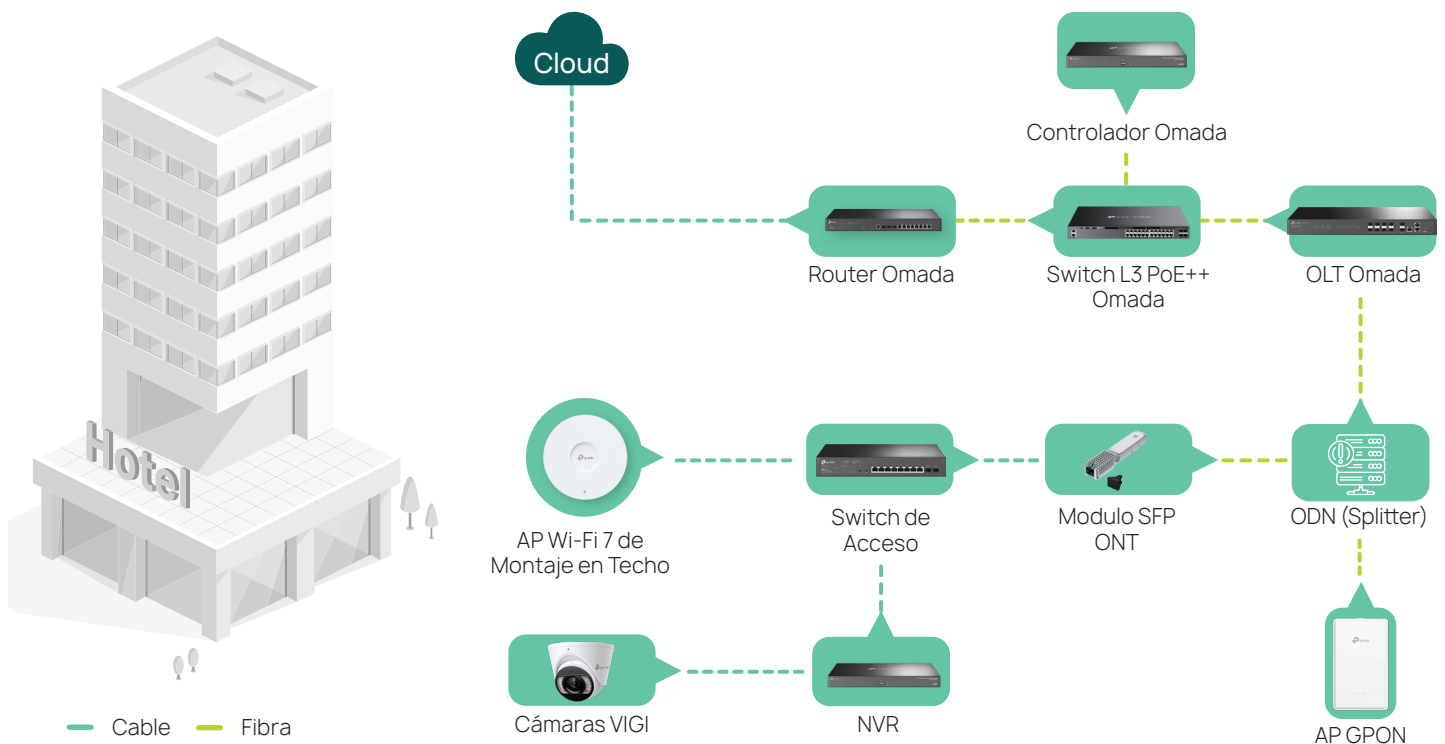 Cloud
Controlador Omada
Router Omada
Switch L3 PoE++
Omada
OLT Omada
Hotel
AP Wi-Fi 7 de
Montaje en Techo
Switch de
Acceso
Modulo SFP
ONT
ODN (Splitter)
Cámaras VIGI
NVR
AP GPON
Cable
Fibra